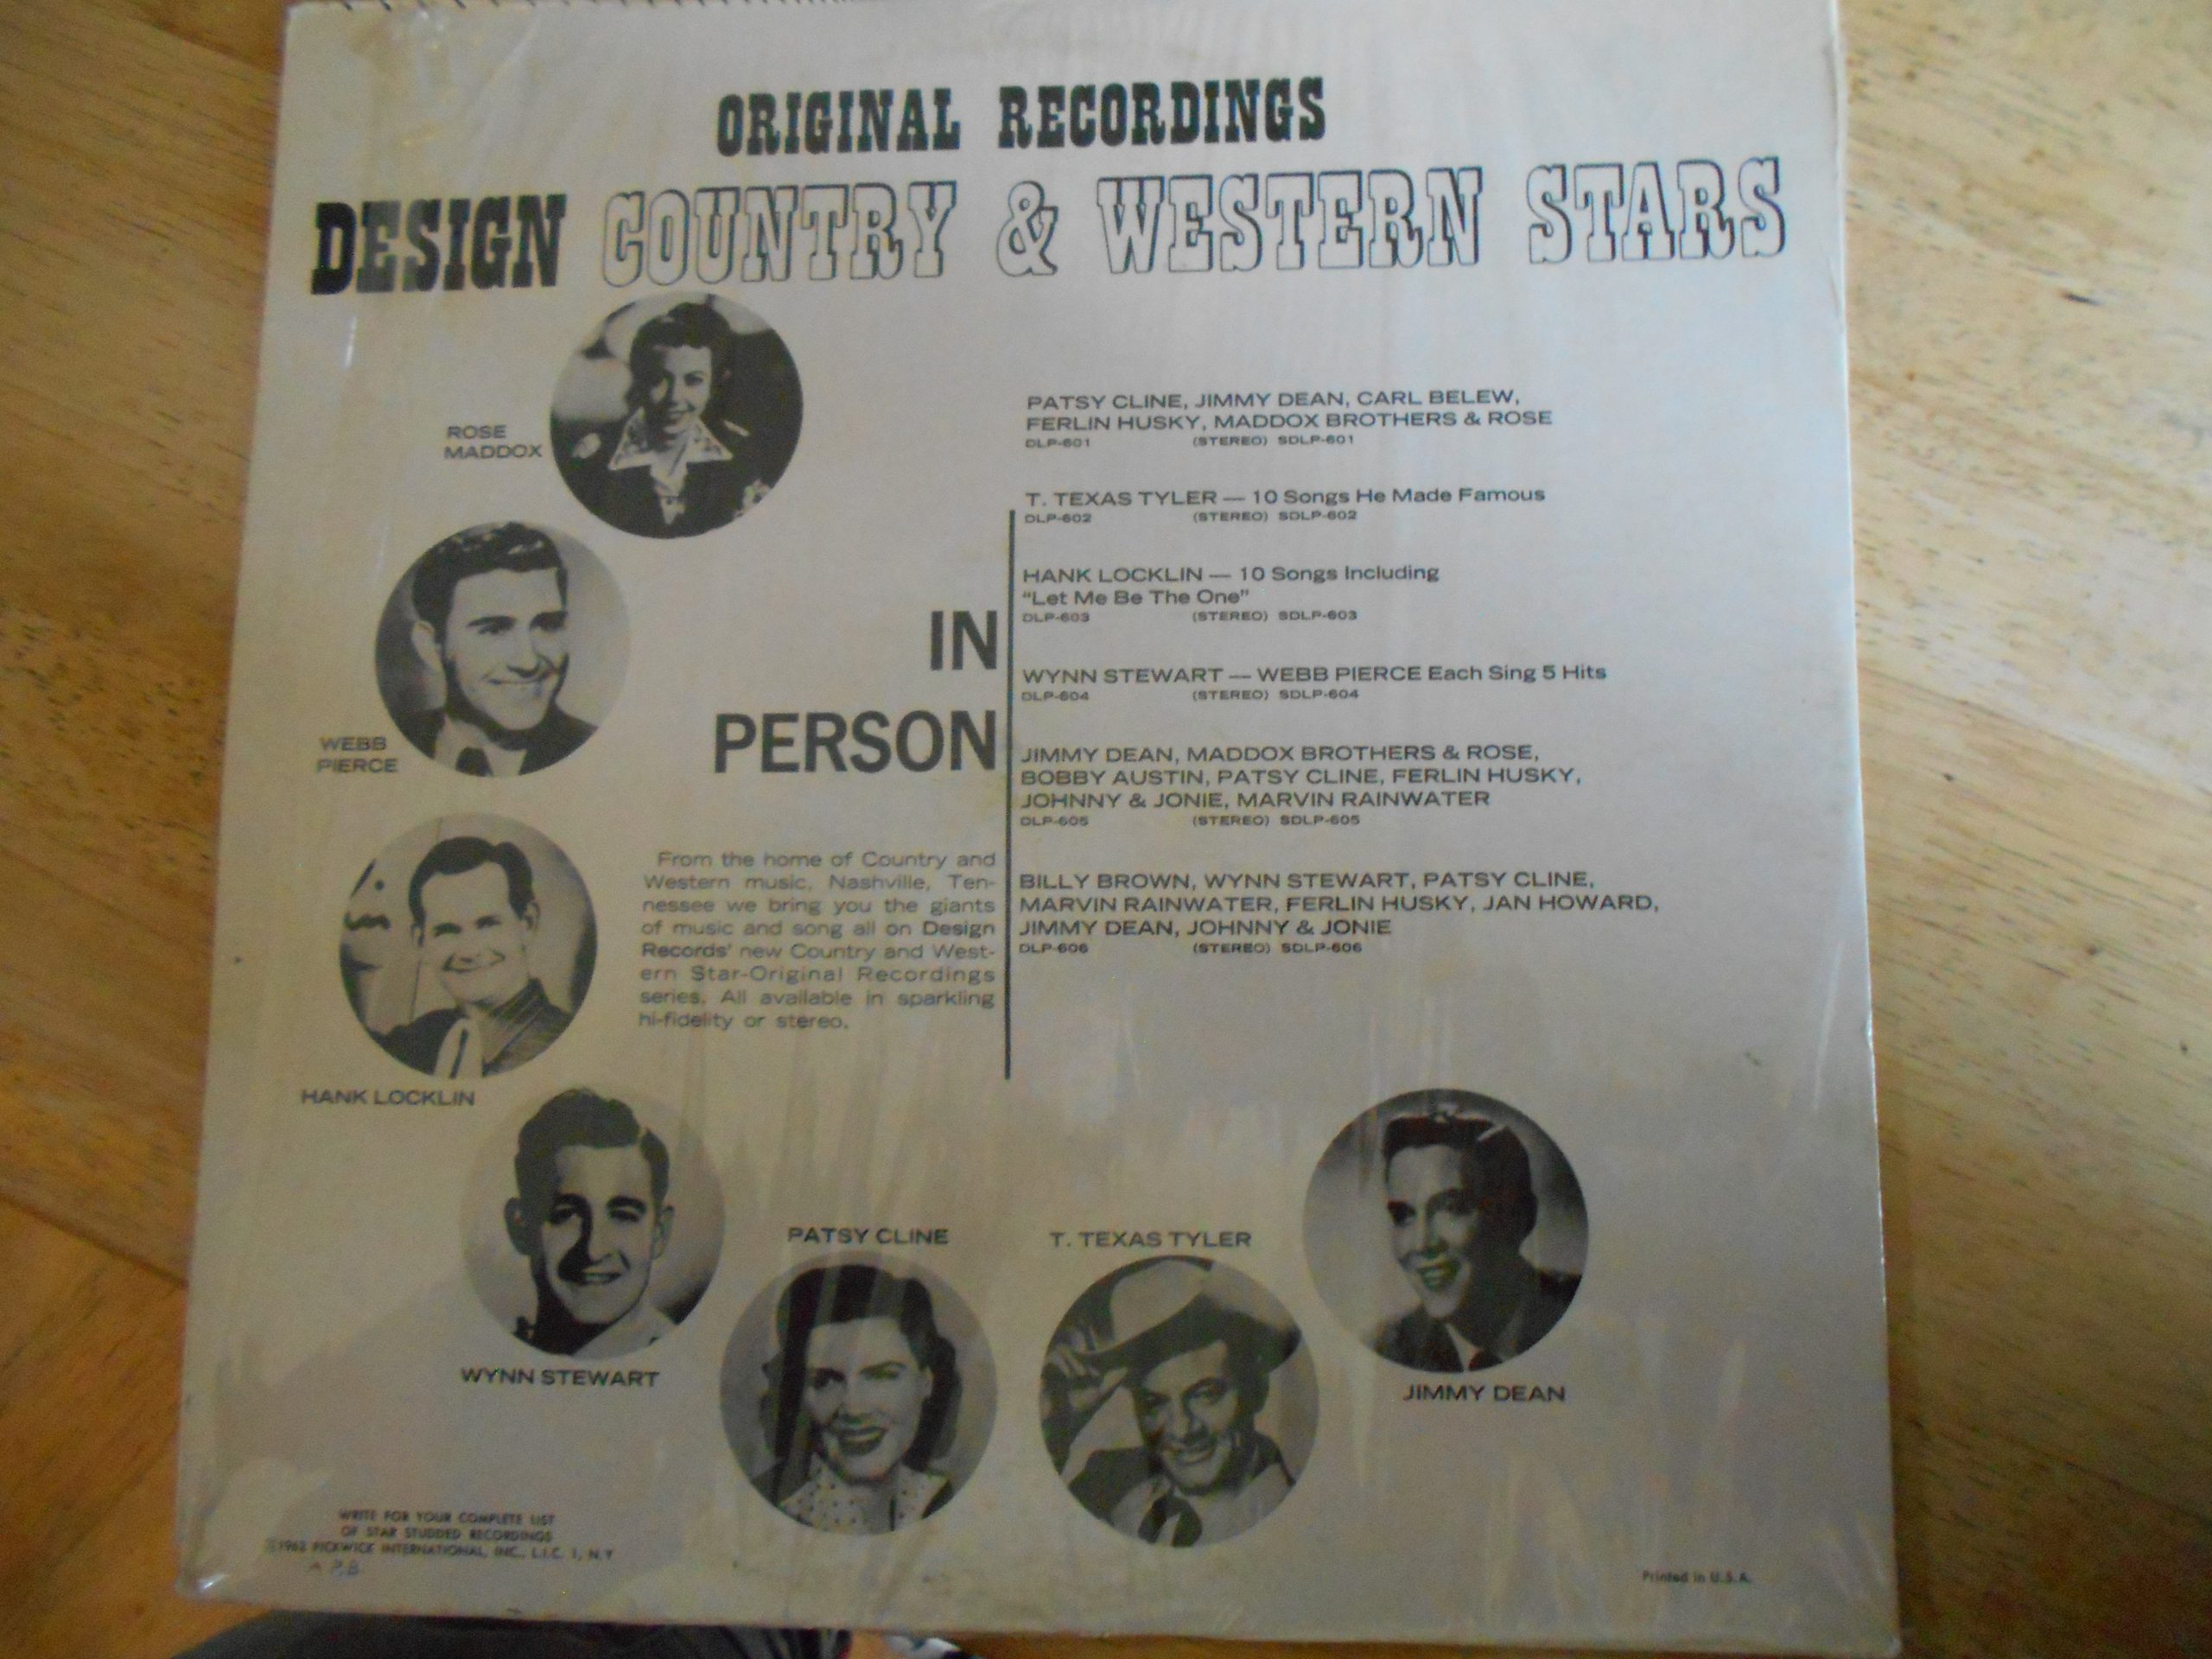 ORIGINAL RECORDINGS
DESIGN COUNTRY & WESTERN STARS
ROSE
MADDOX
WEBB
PIERCE
HANK LOCKLIN
IN
PERSON
From the home of Country and
Western music, Nashville, Ten-
nessee we bring you the giants
of music and song all on Design
Records' new Country and West-
ern Star-Original Recordings
series. All available in sparkling
hi-fidelity or stereo.
PATSY CLINE, JIMMY DEAN, CARL BELEW,
FERLIN HUSKY, MADDOX BROTHERS & ROSE
DLP-601 (STEREO) SDLP-601
T. TEXAS TYLER — 10 Songs He Made Famous
DLP-602 (STEREO) SDLP-602
HANK LOCKLIN — 10 Songs Including
"Let Me Be The One"
DLP-603 (STEREO) SDLP-603
WYNN STEWART — WEBB PIERCE Each Sing 5 Hits
DLP-604 (STEREO) SDLP-604
JIMMY DEAN, MADDOX BROTHERS & ROSE,
BOBBY AUSTIN, PATSY CLINE, FERLIN HUSKY,
JOHNNY & JONIE, MARVIN RAINWATER
DLP-605 (STEREO) SDLP-605
BILLY BROWN, WYNN STEWART, PATSY CLINE,
MARVIN RAINWATER, FERLIN HUSKY, JAN HOWARD,
JIMMY DEAN, JOHNNY & JONIE
DLP-606 (STEREO) SDLP-606
WYNN STEWART
PATSY CLINE
T. TEXAS TYLER
JIMMY DEAN
WRITE FOR YOUR COMPLETE LIST
OF STAR STUDDED RECORDINGS
PICKWICK INTERNATIONAL, INC., L.I.C. 1, N.Y
Printed in U.S.A.